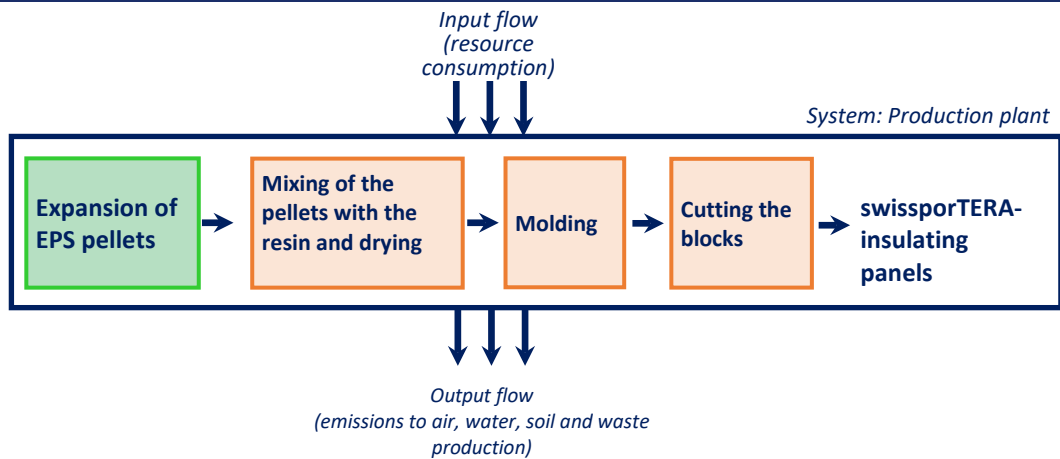 Input flow
(resource
consumption)
System: Production plant
Expansion of
EPS pellets
Mixing of the
pellets with the
resin and drying
Molding
Cutting the
blocks
swissporTERA-
insulating
panels
Output flow
(emissions to air, water, soil and waste
production)